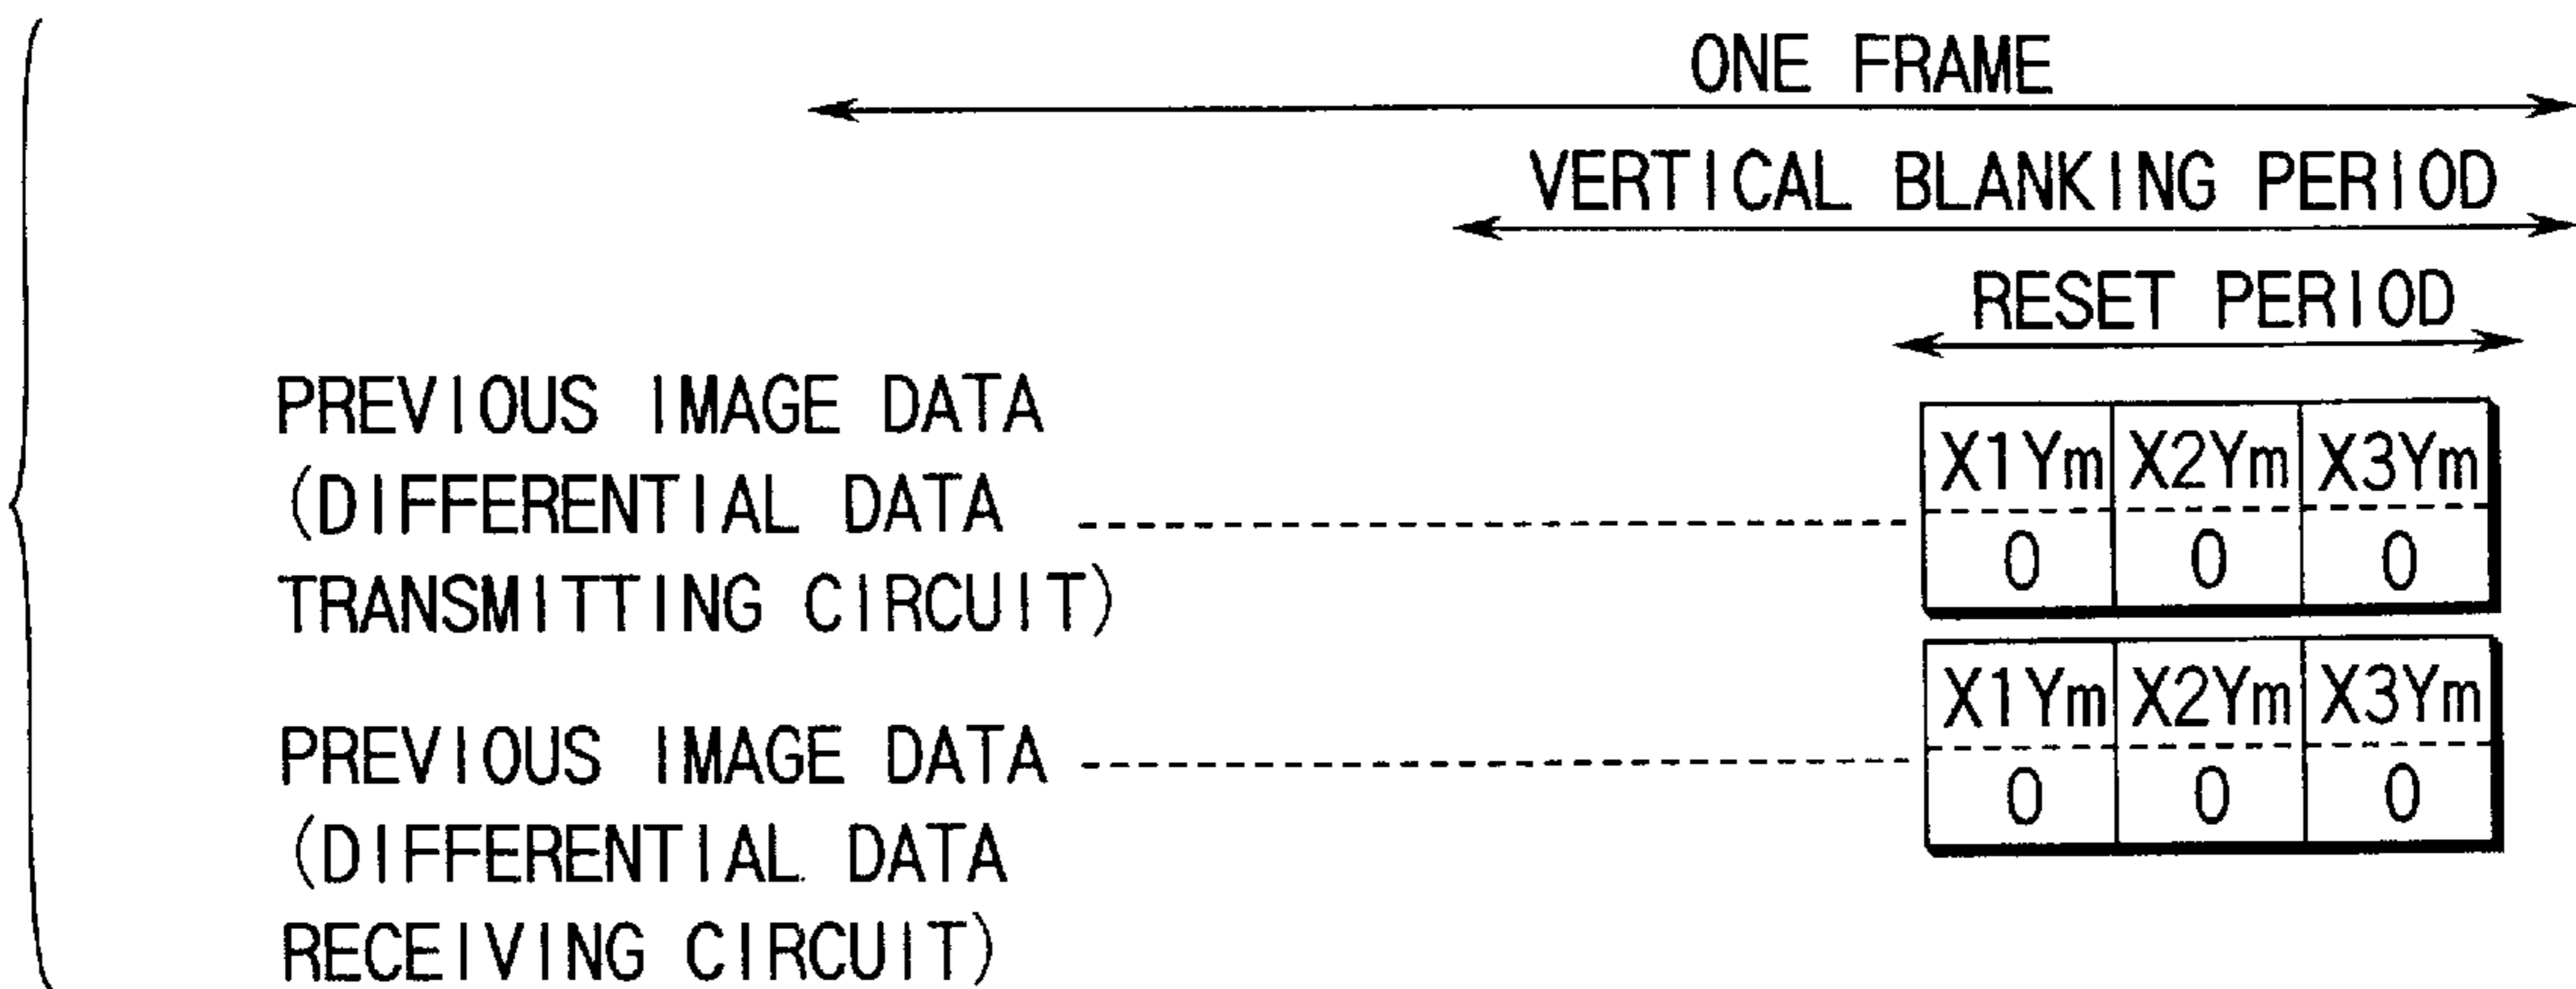 ONE FRAME
VERTICAL BLANKING PERIOD
RESET PERIOD
PREVIOUS IMAGE DATA
(DIFFERENTIAL DATA
TRANSMITTING CIRCUIT)
X1Ym X2Ym X3Ym
0 0 0
PREVIOUS IMAGE DATA
(DIFFERENTIAL DATA
RECEIVING CIRCUIT)
X1Ym X2Ym X3Ym
0 0 0